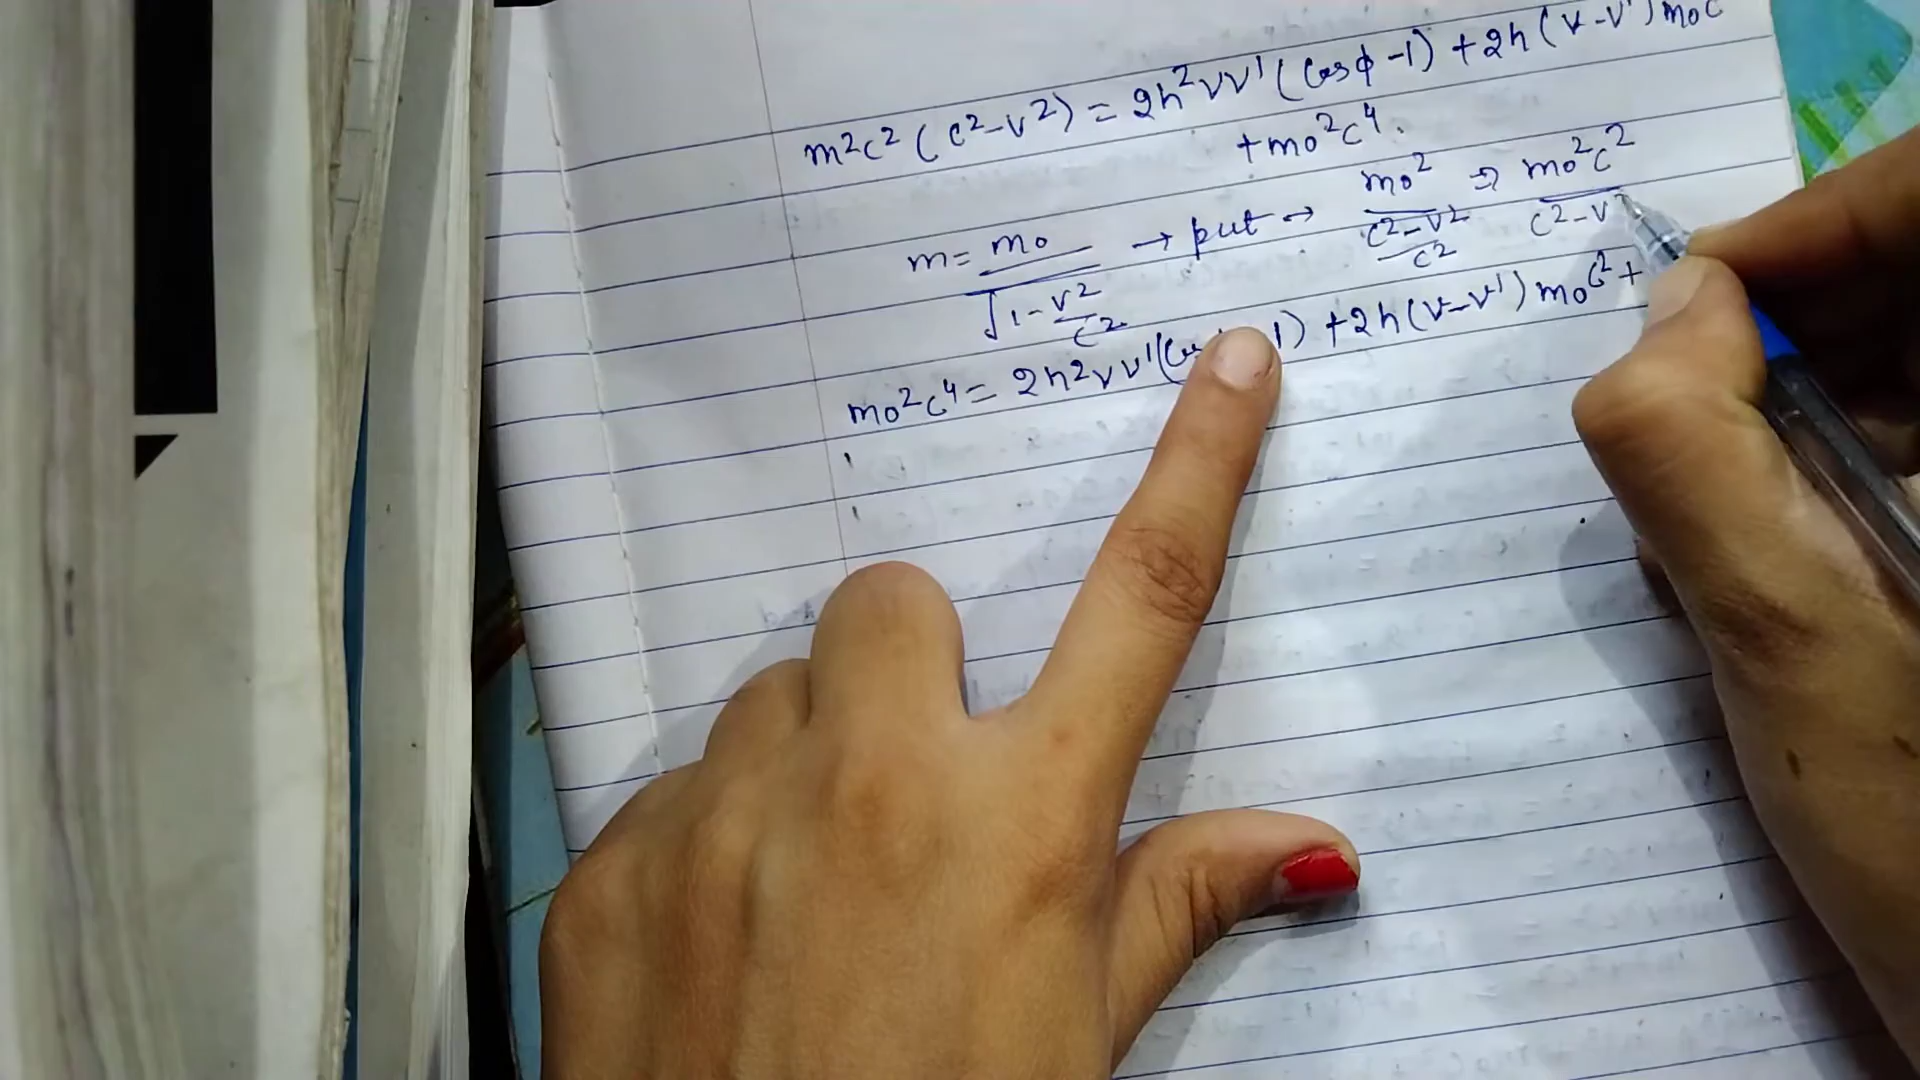 m²c² (c²-v²) = 2h²νν' (Cosϕ -1) + 2h (ν-ν') m₀c
+m₀²c⁴.
m = m₀/√(1-v²/c²) → put → m₀²/((c²-v²)/c²) ⇒ m₀²c²/(c²-v²
m₀²c⁴ = 2h²νν' 1) +2h(ν-ν') m₀c² +